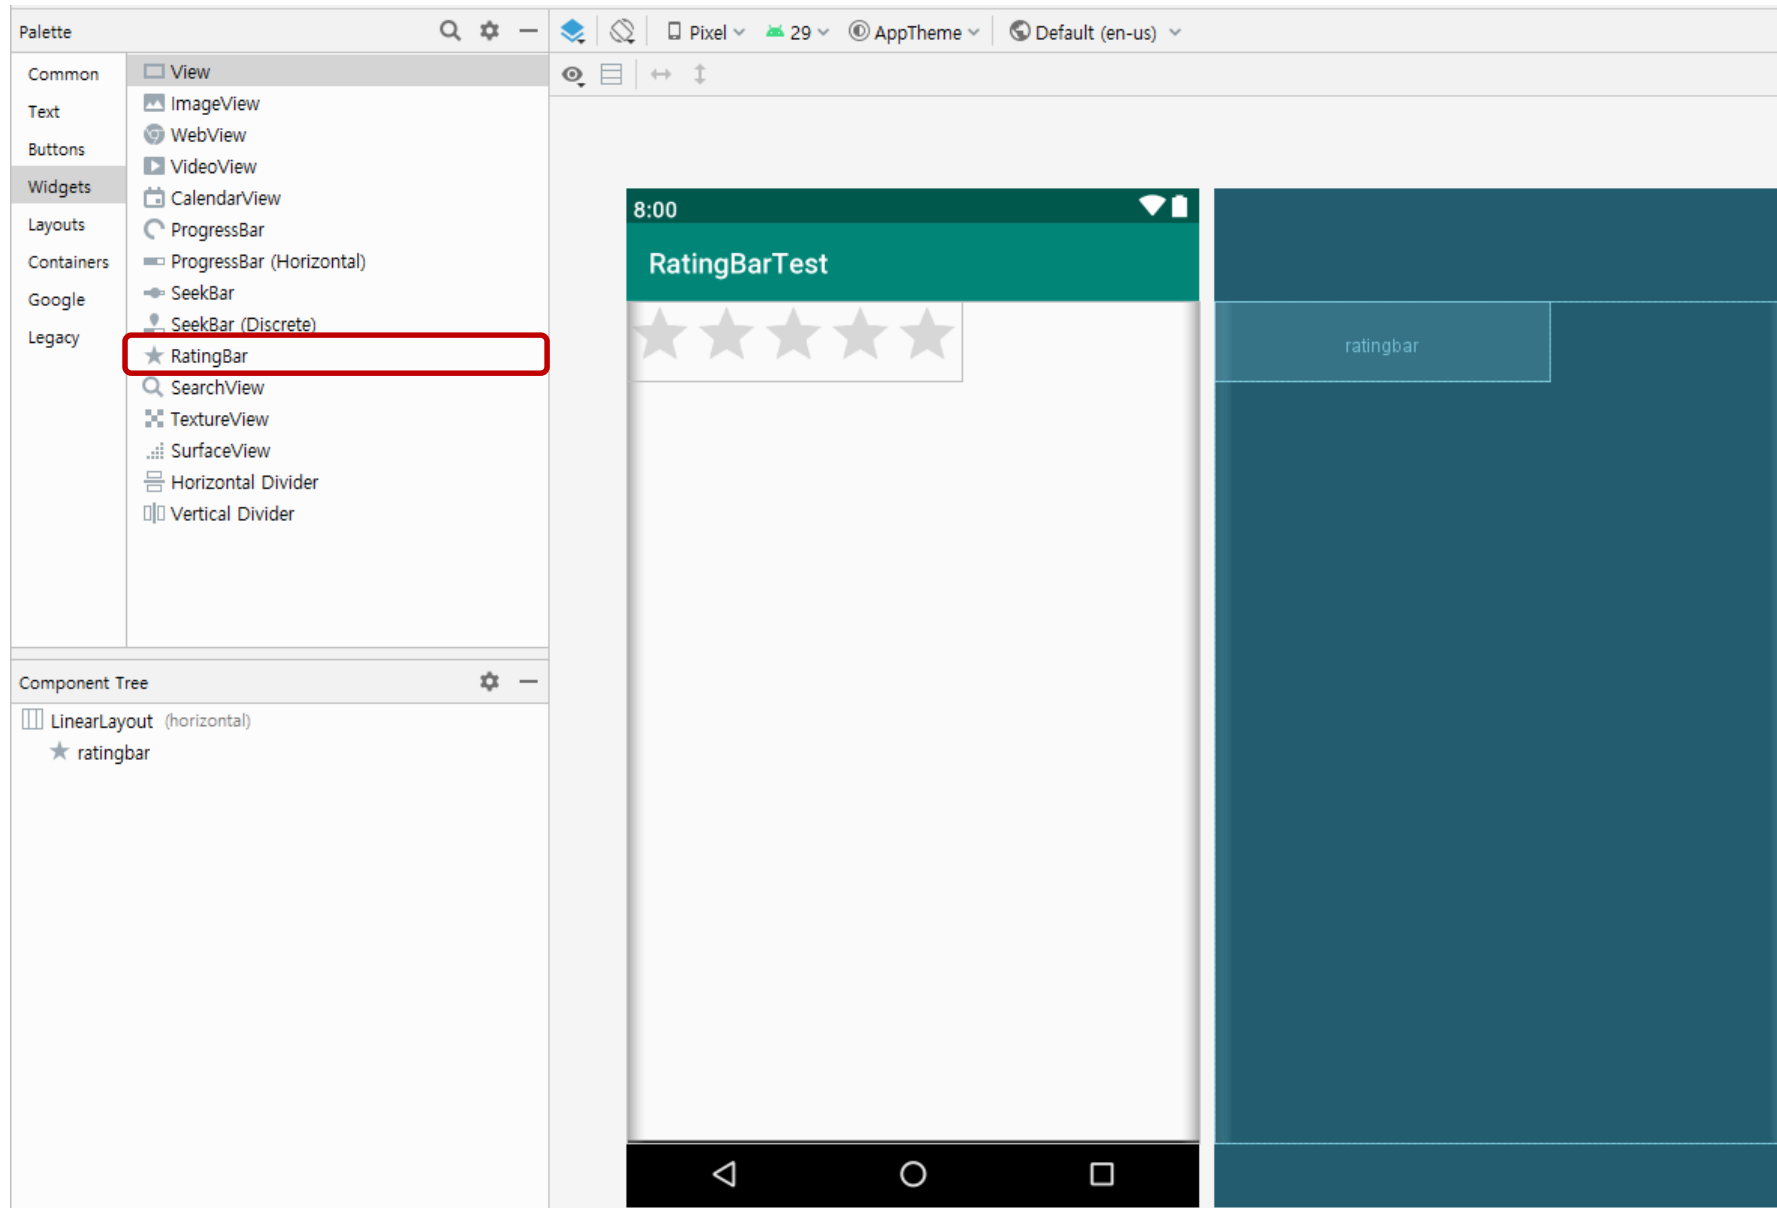 Palette
Pixel 29 AppTheme Default (en-us)
Common
Text
Buttons
Widgets
Layouts
Containers
Google
Legacy
View
ImageView
WebView
VideoView
CalendarView
ProgressBar
ProgressBar (Horizontal)
SeekBar
SeekBar (Discrete)
RatingBar
SearchView
TextureView
SurfaceView
Horizontal Divider
Vertical Divider
Component Tree
LinearLayout (horizontal)
ratingbar
8:00
RatingBarTest
ratingbar